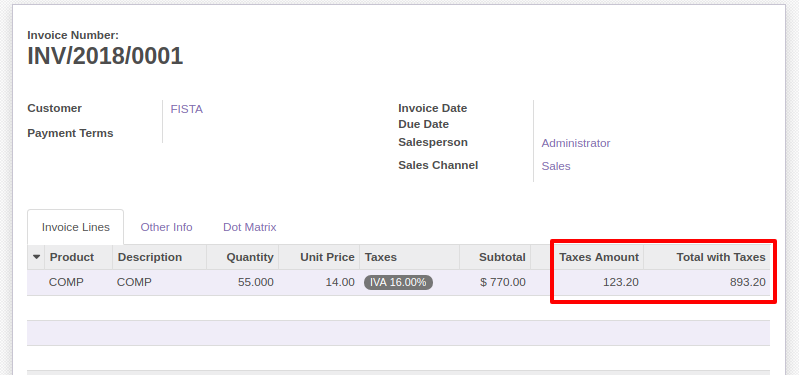 Invoice Number:
INV/2018/0001
Customer FISTA
Payment Terms
Invoice Date
Due Date
Salesperson Administrator
Sales Channel Sales
Invoice Lines Other Info Dot Matrix
Product Description Quantity Unit Price Taxes Subtotal Taxes Amount Total with Taxes
COMP COMP 55.000 14.00 IVA 16.00% $ 770.00 123.20 893.20